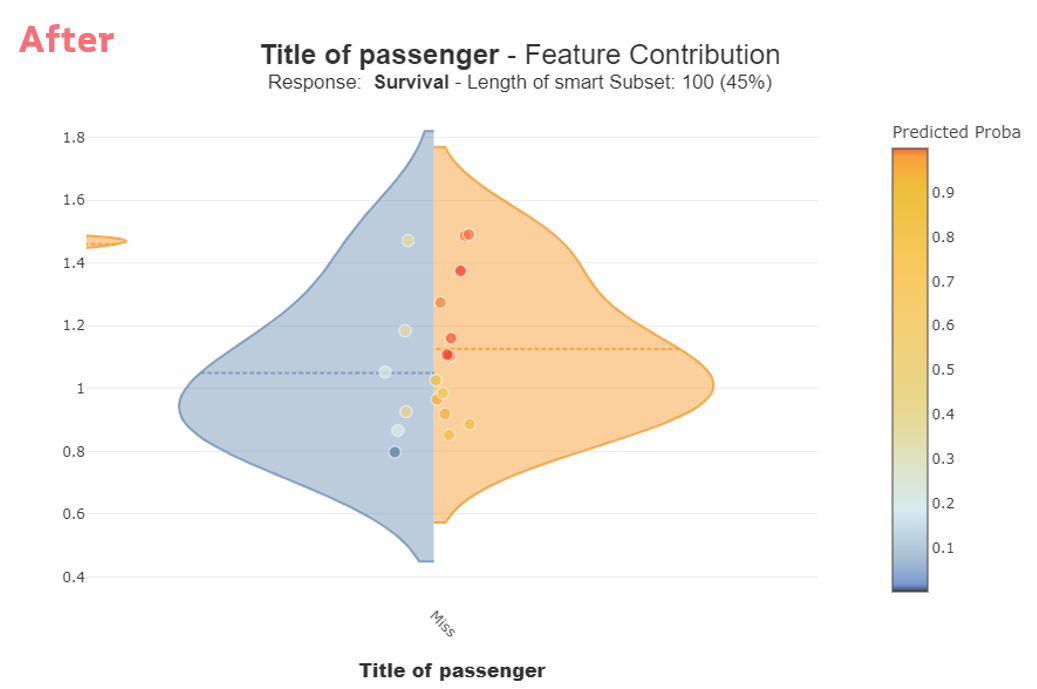 After
Title of passenger - Feature Contribution
Response: Survival - Length of smart Subset: 100 (45%)
Predicted Proba
1.8
1.6
1.4
1.2
1
0.8
0.6
0.4
0.9
0.8
0.7
0.6
0.5
0.4
0.3
0.2
0.1
Miss
Title of passenger